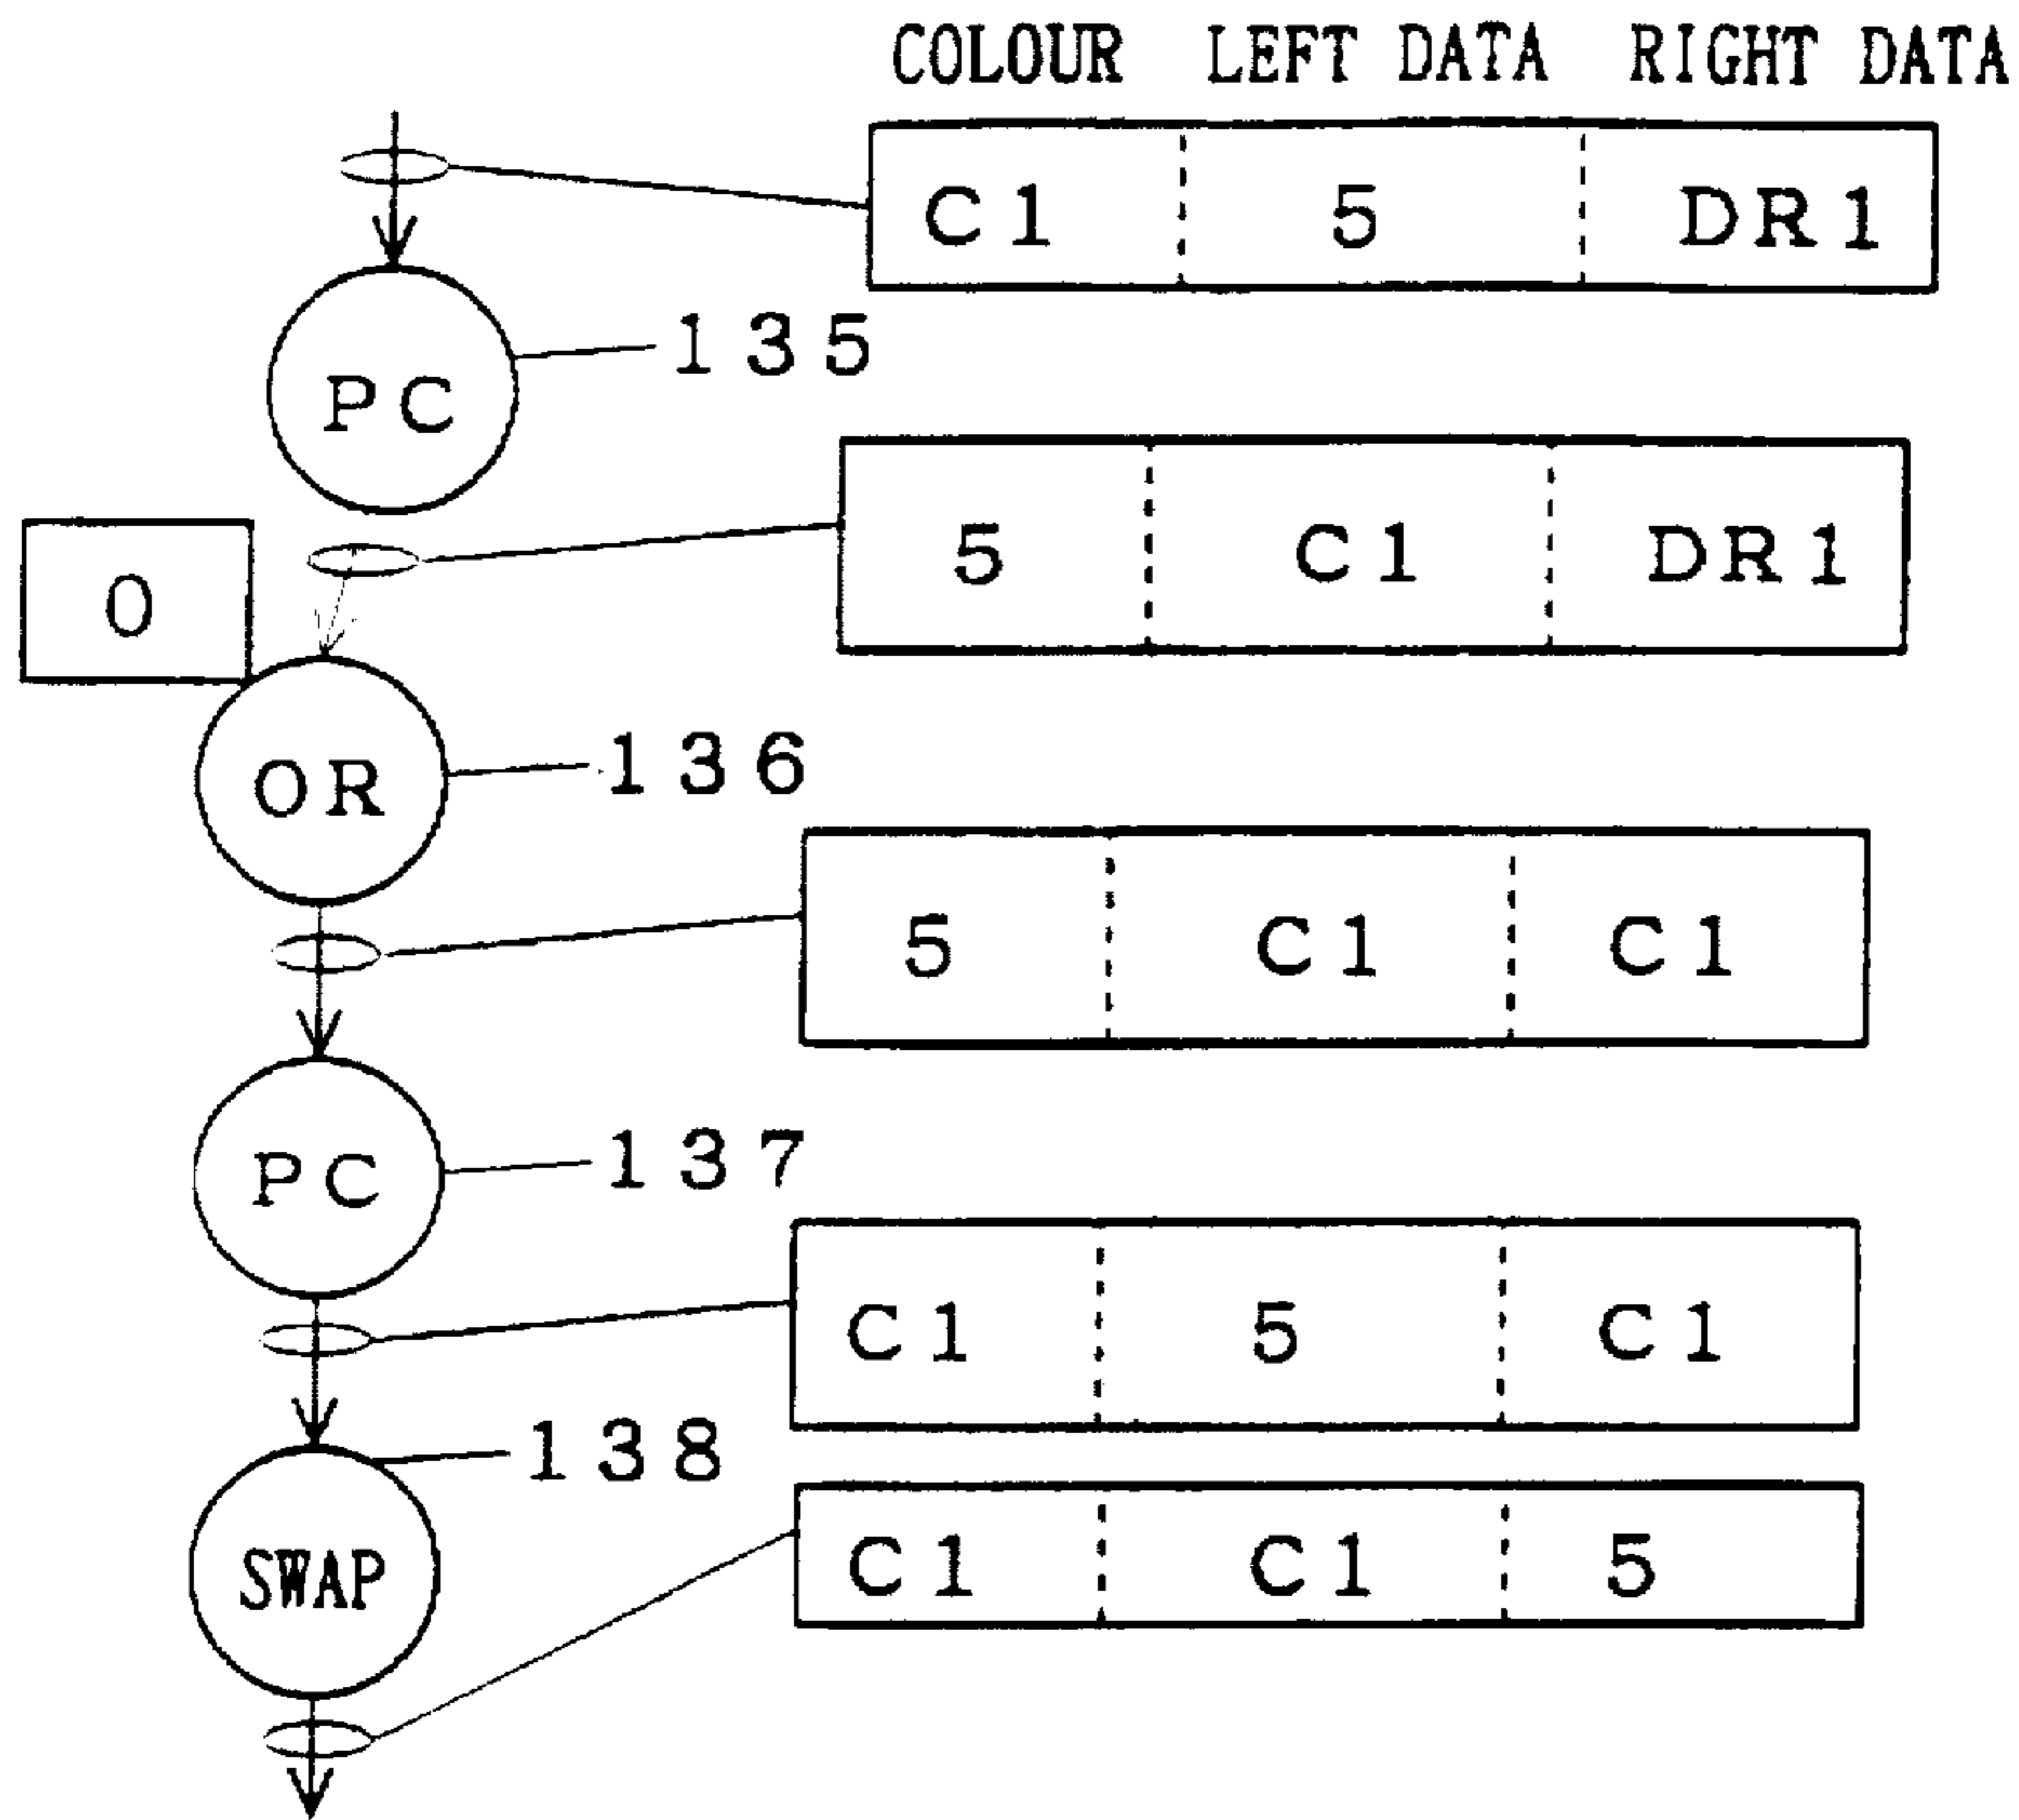 COLOUR LEFT DATA RIGHT DATA
C1 5 DR1
135
PC
5 C1 DR1
0
136
OR
5 C1 C1
137
PC
C1 5 C1
138
SWAP
C1 C1 5